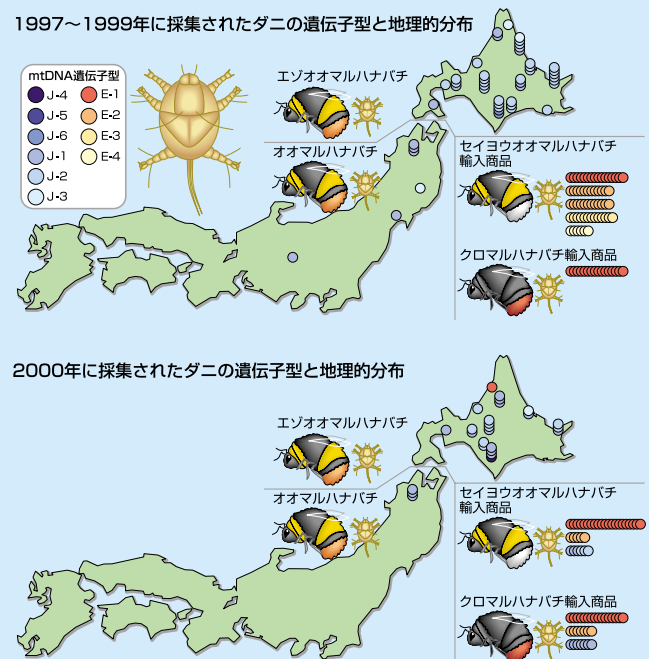 1997～1999年に採集されたダニの遺伝子型と地理的分布
mtDNA遺伝子型
J-4
E-1
J-5
E-2
J-6
E-3
J-1
E-4
J-2
J-3
エゾオオマルハナバチ
オオマルハナバチ
セイヨウオオマルハナバチ
輸入商品
クロマルハナバチ輸入商品
2000年に採集されたダニの遺伝子型と地理的分布
エゾオオマルハナバチ
オオマルハナバチ
セイヨウオオマルハナバチ
輸入商品
クロマルハナバチ輸入商品